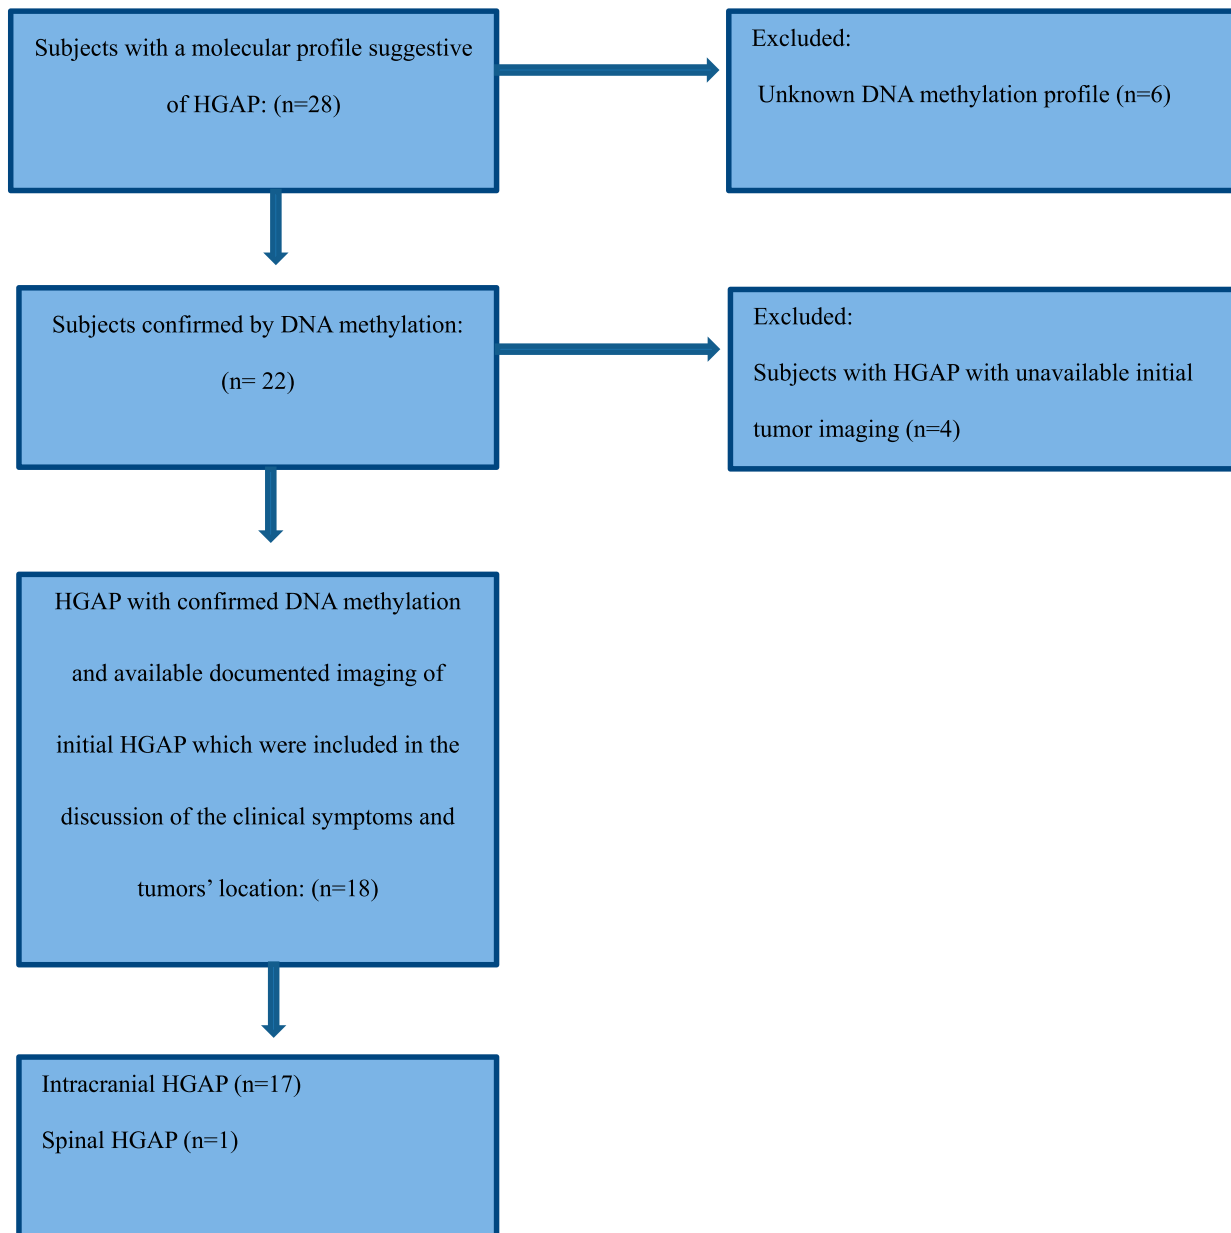 Subjects with a molecular profile suggestive
of HGAP: (n=28)
Excluded:
Unknown DNA methylation profile (n=6)
Subjects confirmed by DNA methylation:
(n= 22)
Excluded:
Subjects with HGAP with unavailable initial
tumor imaging (n=4)
HGAP with confirmed DNA methylation
and available documented imaging of
initial HGAP which were included in the
discussion of the clinical symptoms and
tumors’ location: (n=18)
Intracranial HGAP (n=17)
Spinal HGAP (n=1)